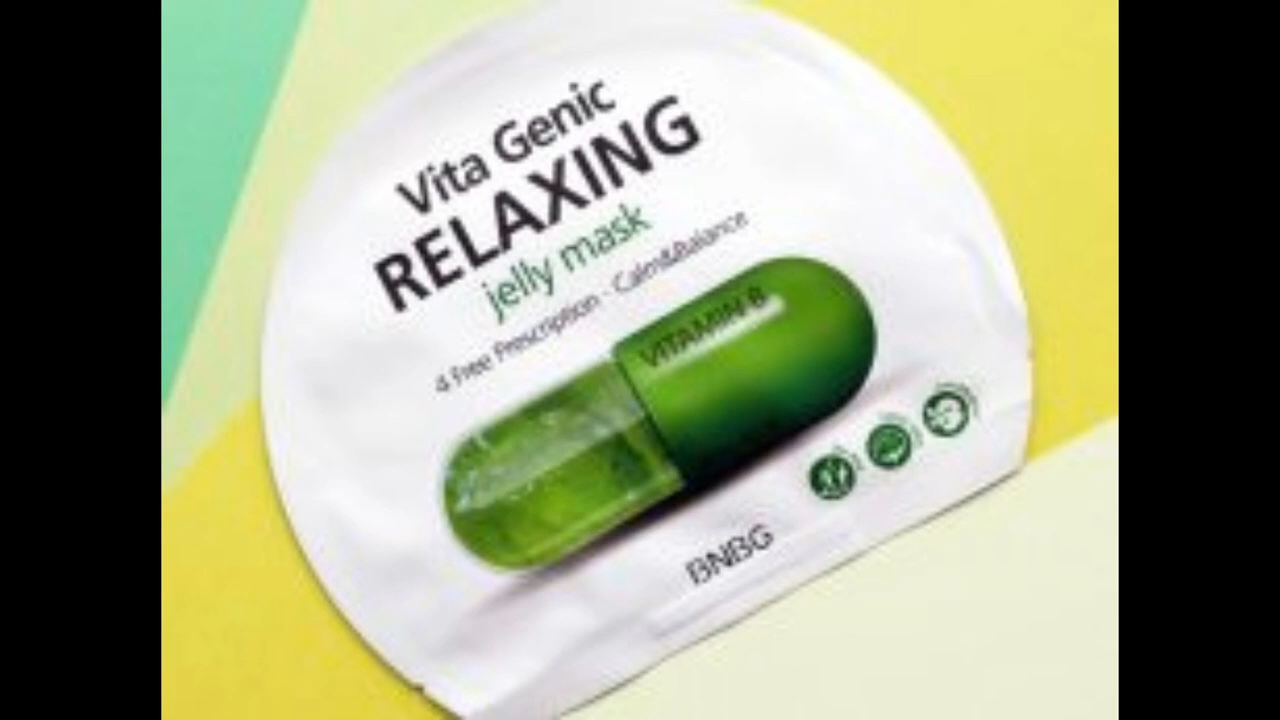 Vita Genic
RELAXING
jelly mask
4 Free Prescription · Calm&Balance
VITAMIN B
BNBG